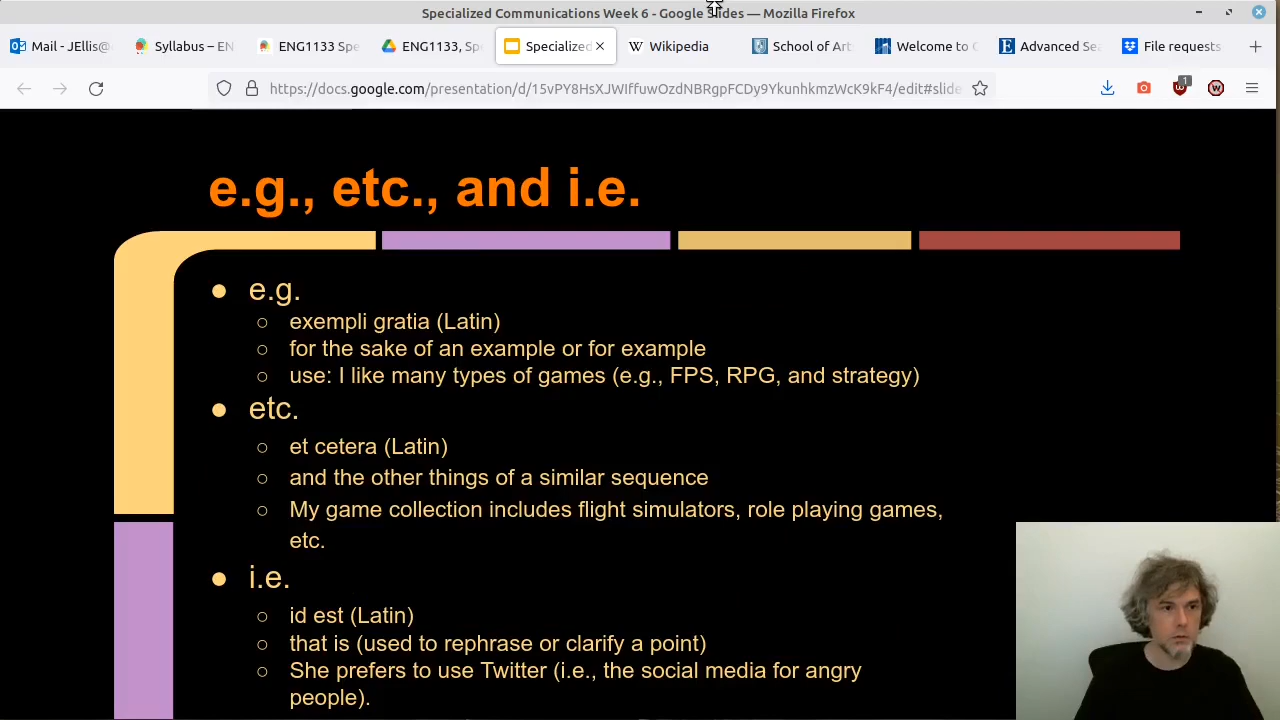 Specialized Communications Week 6 - Google Slides — Mozilla Firefox
Mail - JEllis@
Syllabus – EN
ENG1133 Spe
ENG1133, Sp
Specialized
Wikipedia
School of Art
Welcome to C
Advanced Sea
File requests
https://docs.google.com/presentation/d/15vPY8HsXJWIffuwOzdNBRgpFCDy9YkunhkmzWcK9kF4/edit#slide
1
e.g., etc., and i.e.
● e.g.
○ exempli gratia (Latin)
○ for the sake of an example or for example
○ use: I like many types of games (e.g., FPS, RPG, and strategy)
● etc.
○ et cetera (Latin)
○ and the other things of a similar sequence
○ My game collection includes flight simulators, role playing games,
etc.
● i.e.
○ id est (Latin)
○ that is (used to rephrase or clarify a point)
○ She prefers to use Twitter (i.e., the social media for angry
people).